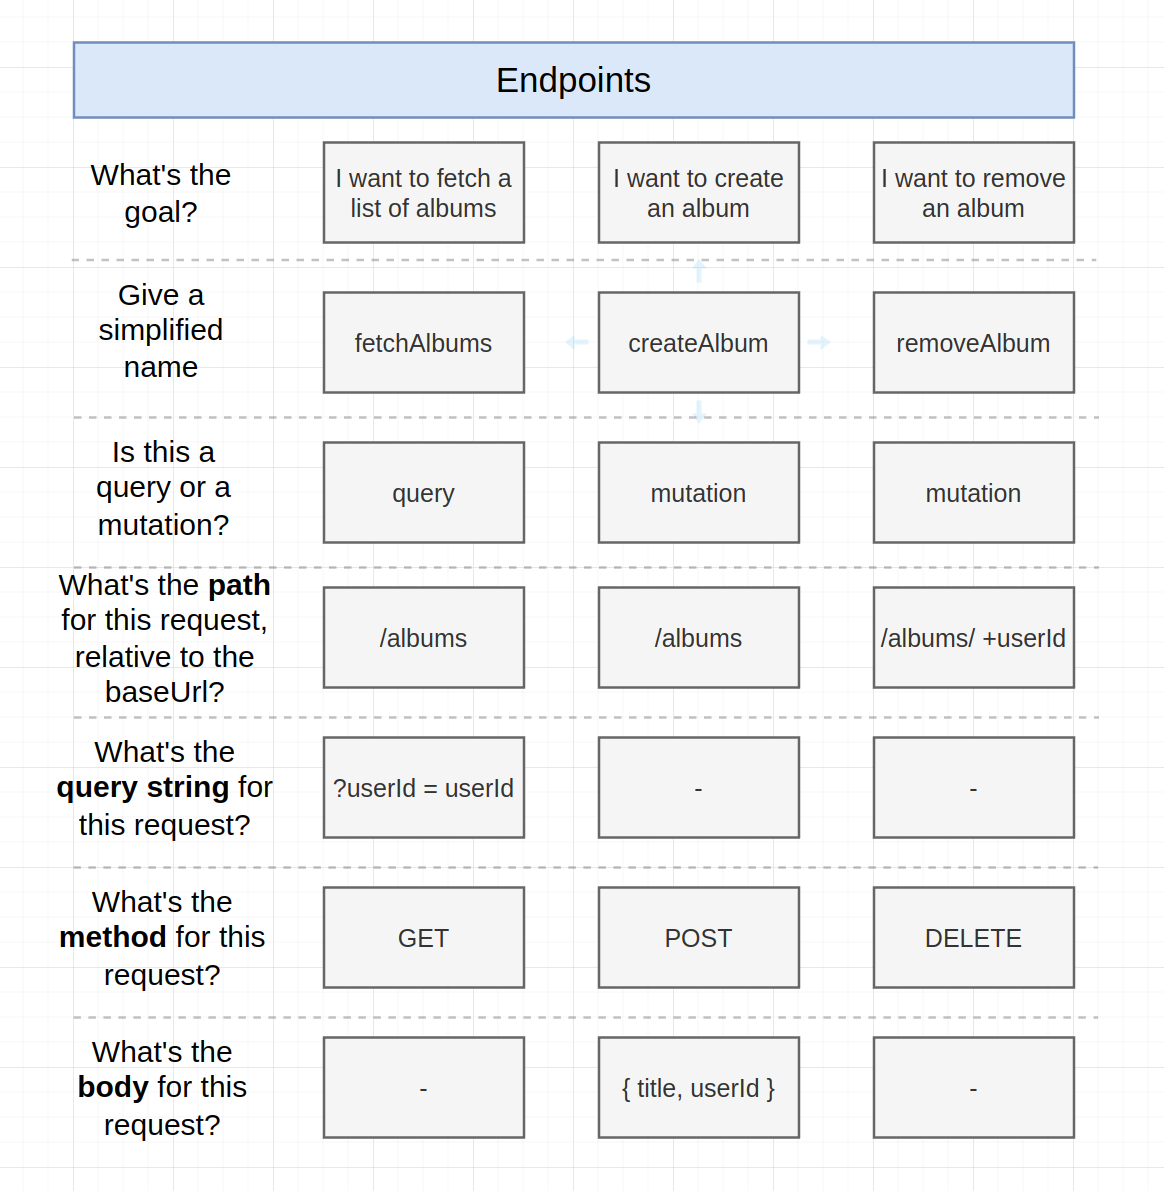 Endpoints
What's the
goal?
I want to fetch a
list of albums
I want to create
an album
I want to remove
an album
Give a
simplified
name
fetchAlbums
createAlbum
removeAlbum
Is this a
query or a
mutation?
query
mutation
mutation
What's the path
for this request,
relative to the
baseUrl?
/albums
/albums
/albums/ +userId
What's the
query string for
this request?
?userId = userId
-
-
What's the
method for this
request?
GET
POST
DELETE
What's the
body for this
request?
-
{ title, userId }
-